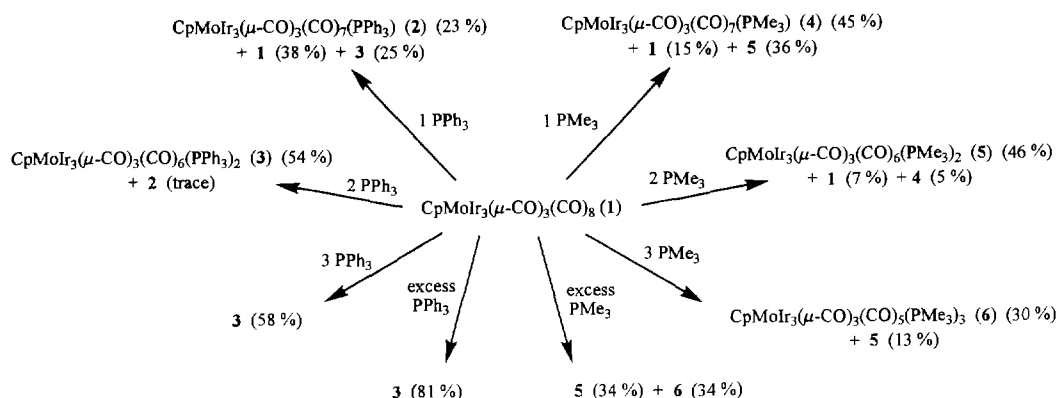 CpMoIr₃(μ-CO)₃(CO)₇(PPh₃) (2) (23 %)
+ 1 (38 %) + 3 (25 %)
CpMoIr₃(μ-CO)₃(CO)₇(PMe₃) (4) (45 %)
+ 1 (15 %) + 5 (36 %)
1 PPh₃
1 PMe₃
CpMoIr₃(μ-CO)₃(CO)₆(PPh₃)₂ (3) (54 %)
+ 2 (trace)
CpMoIr₃(μ-CO)₃(CO)₆(PMe₃)₂ (5) (46 %)
+ 1 (7 %) + 4 (5 %)
2 PPh₃
2 PMe₃
CpMoIr₃(μ-CO)₃(CO)₈ (1)
3 PPh₃
excess
PPh₃
excess
PMe₃
3 PMe₃
3 (58 %)
CpMoIr₃(μ-CO)₃(CO)₅(PMe₃)₃ (6) (30 %)
+ 5 (13 %)
3 (81 %)
5 (34 %) + 6 (34 %)